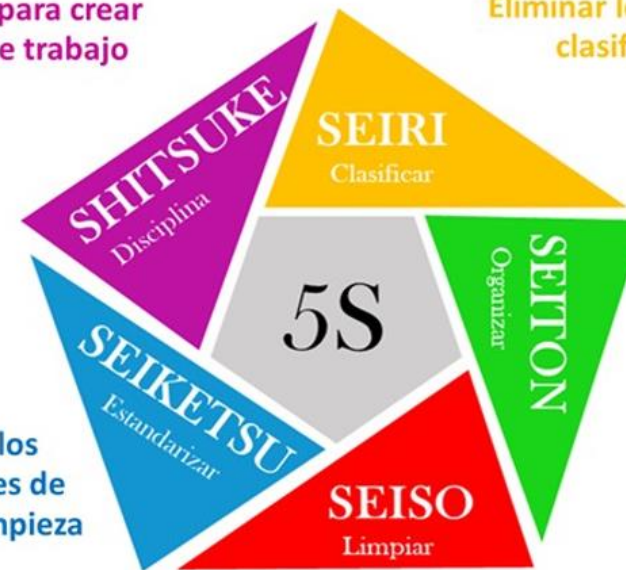 para crear
e trabajo
Eliminar l
clasif
SHITSUKE
Disciplina
SEIRI
Clasificar
SEITON
Organizar
5S
SEIKETSU
Estandarizar
SEISO
Limpiar
los
es de
mpieza